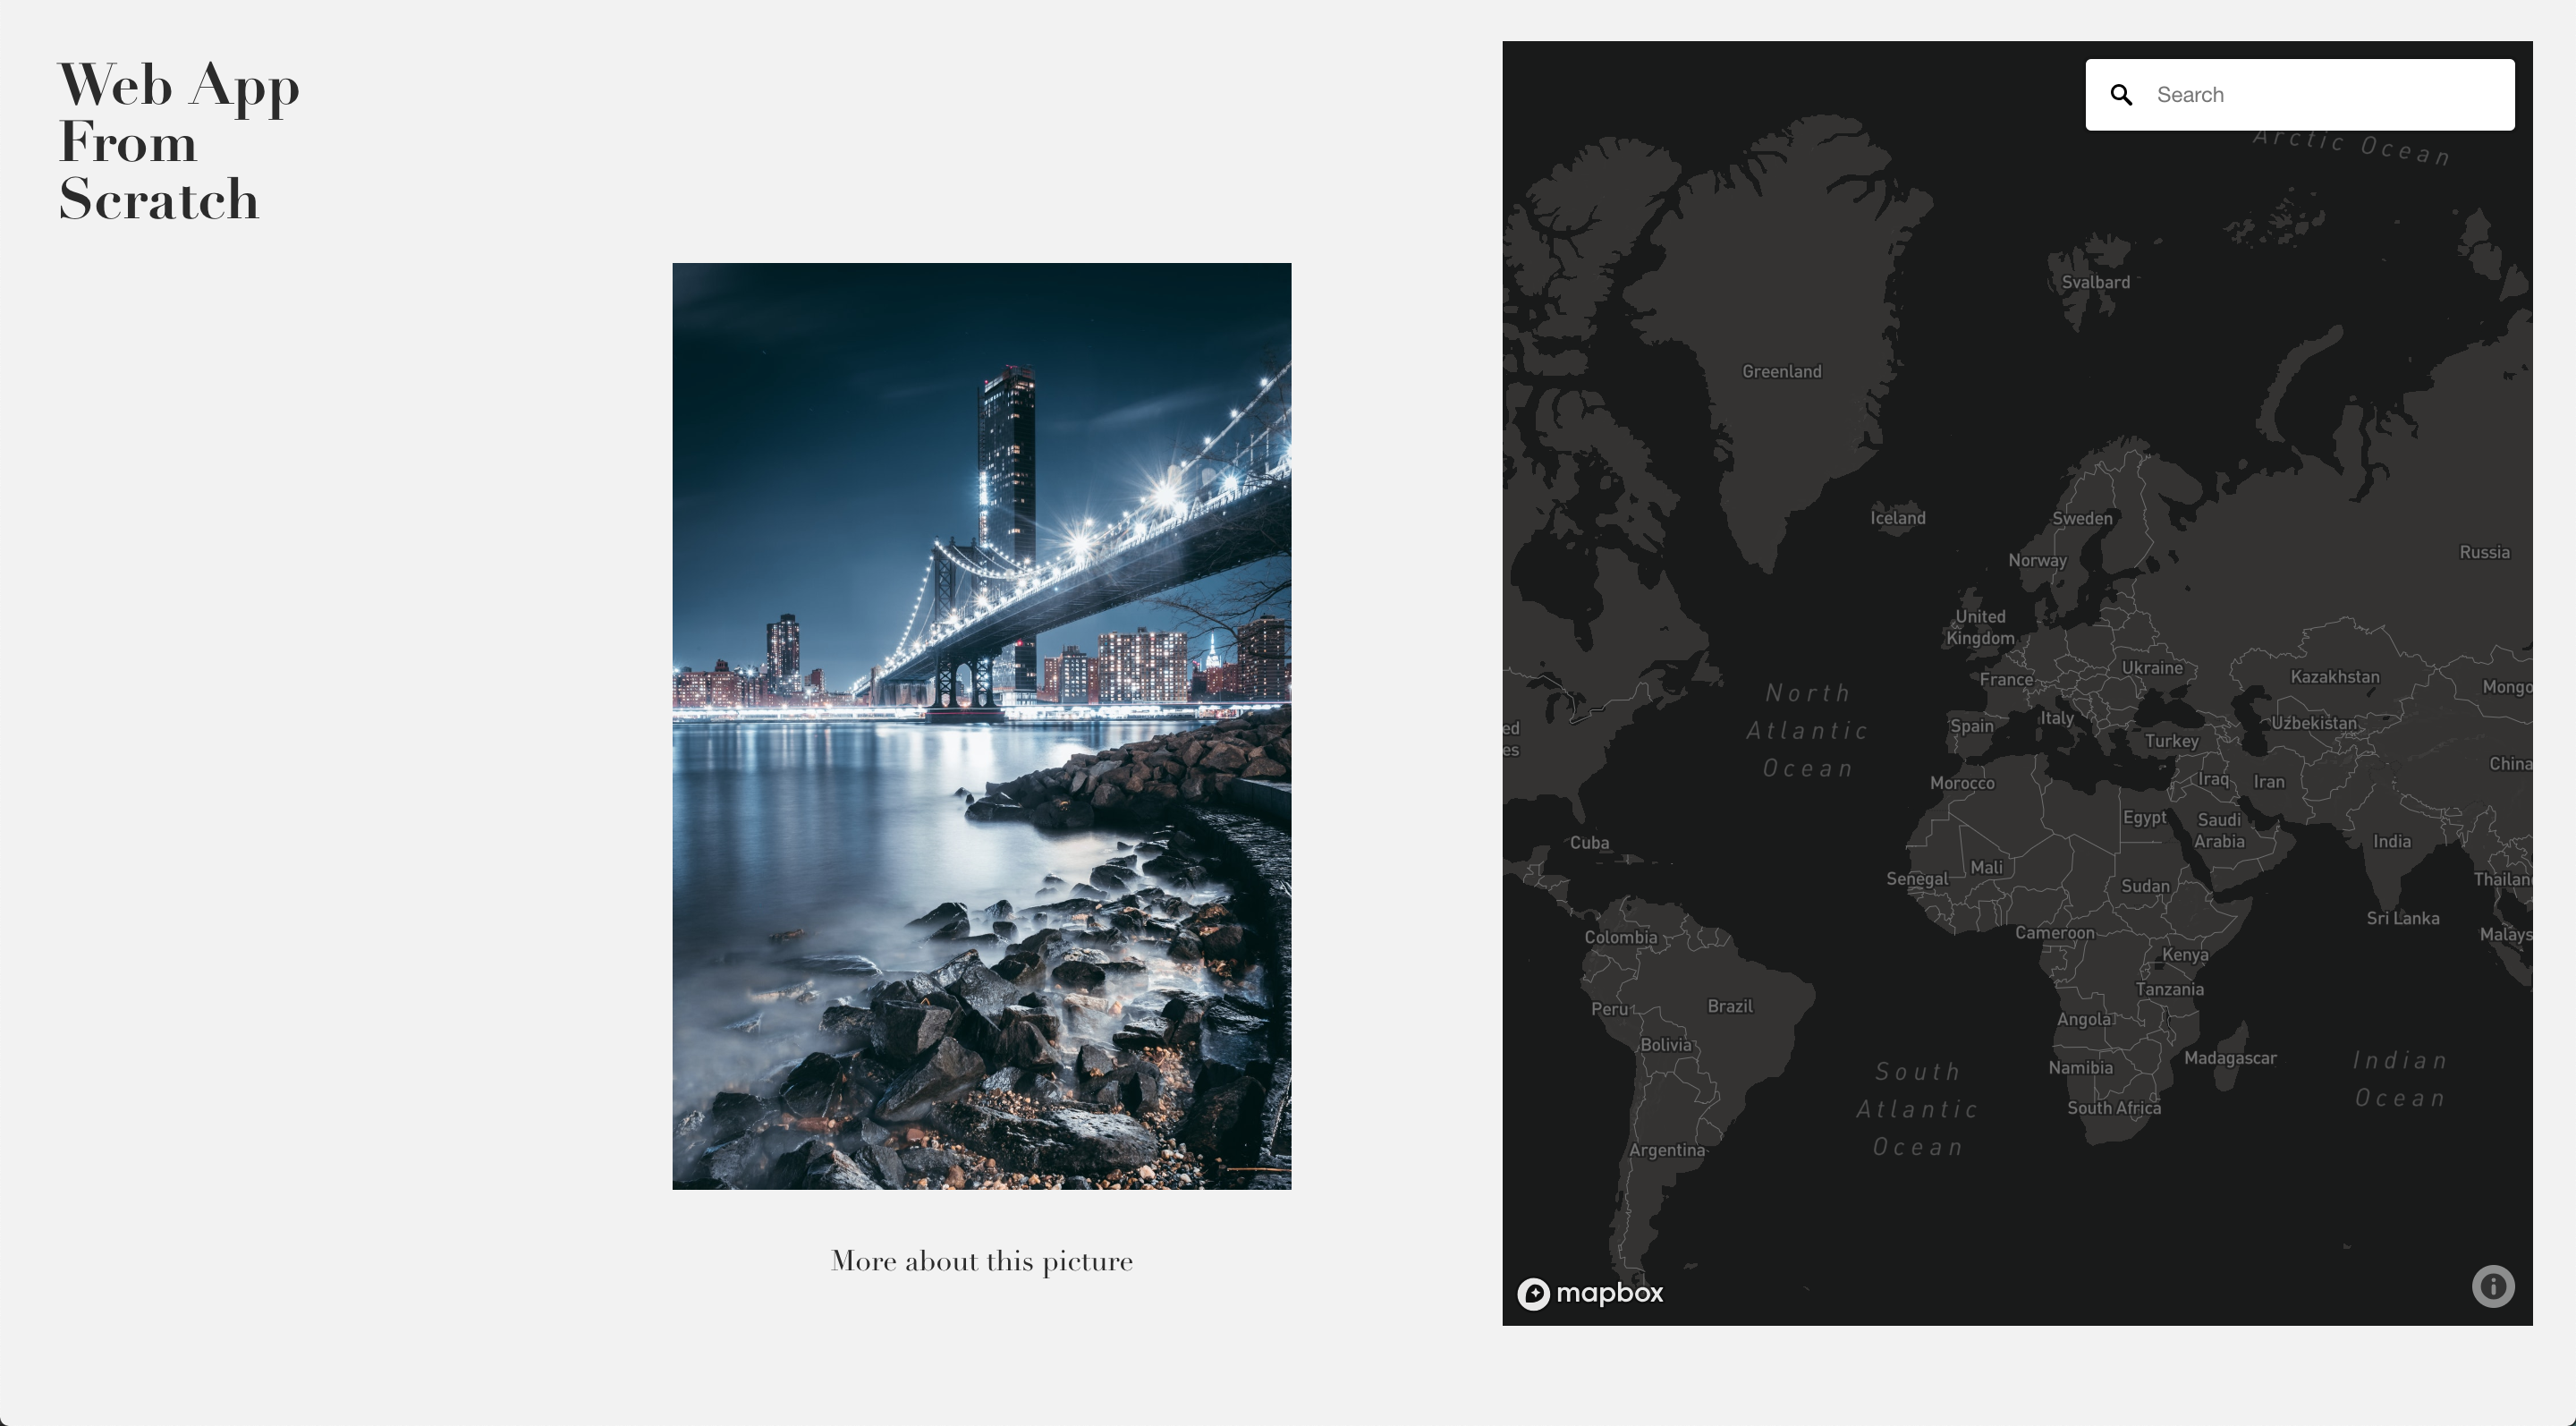 Web App
From
Scratch
More about this picture
Search
Arctic Ocean
Svalbard
Greenland
Iceland
Sweden
Norway
Russia
United
Kingdom
Ukraine
France
Kazakhstan
Mongo
North
Atlantic
Ocean
Italy
Spain
Uzbekistan
ed
es
Turkey
China
Iraq
Iran
Morocco
Egypt
Saudi
Arabia
Cuba
India
Mali
Senegal
Sudan
Thailan
Sri Lanka
Cameroon
Colombia
Malays
Kenya
Tanzania
Peru
Brazil
Angola
Bolivia
Madagascar
Namibia
Indian
Ocean
South
Atlantic
Ocean
South Africa
Argentina
mapbox